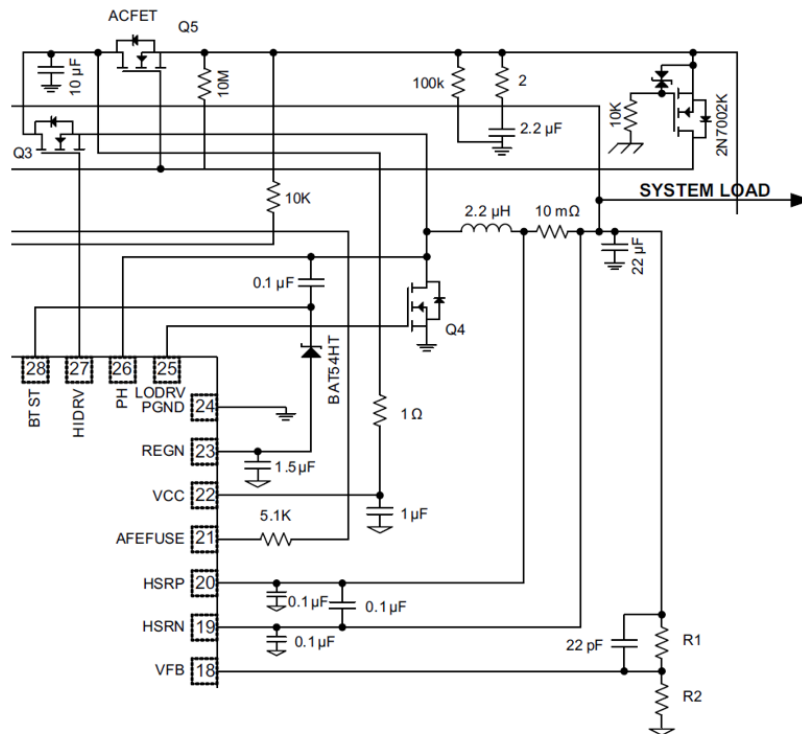 ACFET
Q5
10 µF
10M
100k
2
2.2 µF
10K
2N7002K
Q3
10K
SYSTEM LOAD
2.2 µH
10 mΩ
22 µF
0.1 µF
Q4
BAT54HT
28
27
26
25
BTST
HIDRV
PH
LODRV
PGND
24
1 Ω
REGN
23
1.5 µF
VCC
22
1 µF
5.1K
AFEFUSE
21
HSRP
20
0.1 µF
0.1 µF
HSRN
19
0.1 µF
22 pF
R1
VFB
18
R2